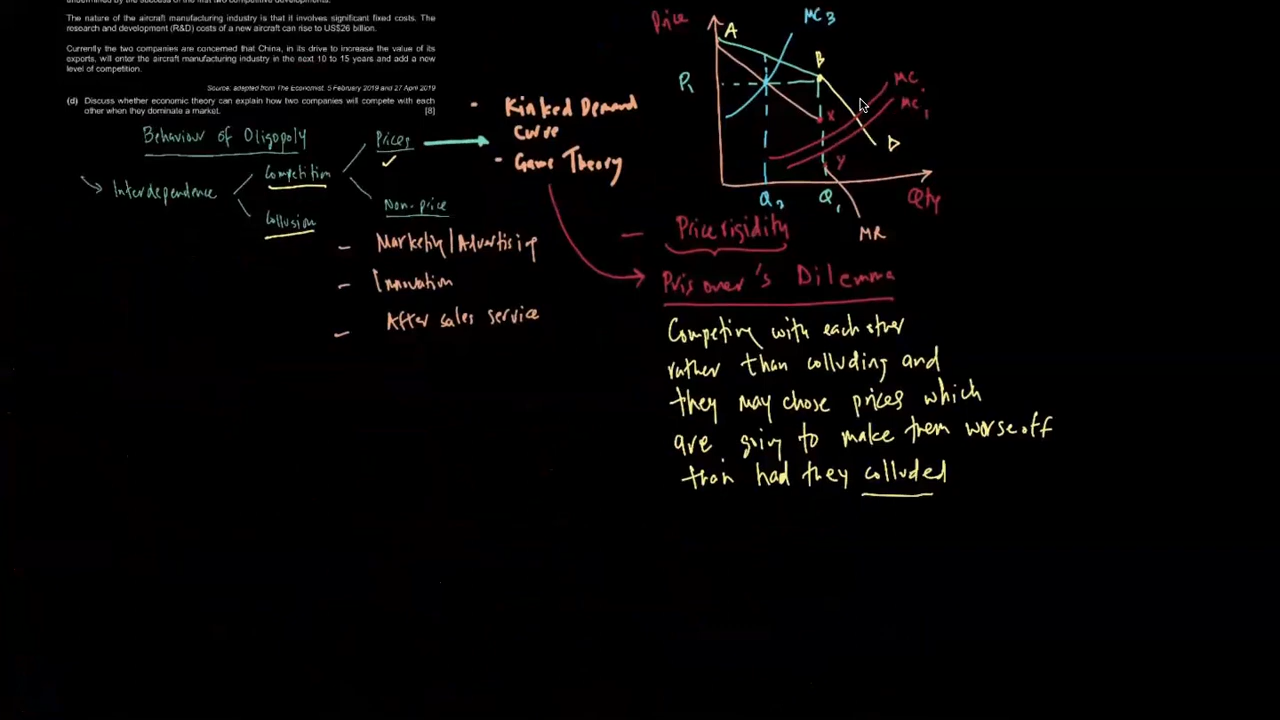 The nature of the aircraft manufacturing industry is that it involves significant fixed costs. The
research and development (R&D) costs of a new aircraft can rise to US$26 billion.
Currently the two companies are concerned that China, in its drive to increase the value of its
exports, will enter the aircraft manufacturing industry in the next 10 to 15 years and add a new
level of competition.
Source: adapted from The Economist, 5 February 2019 and 27 April 2019
(d) Discuss whether economic theory can explain how two companies will compete with each
other when they dominate a market. [8]
Behaviour of Oligopoly
Interdependence
Competition
Collusion
Prices
Non-price
- Marketing/Advertising
- Innovation
- After sales service
- Kinked Demand
Curve
- Game Theory
Price
A
MC3
B
P1
MC
MC1
x
D
y
Q2
Q1
Qty
MR
- Price rigidity
Prisoner's Dilemma
Competing with each other
rather than colluding and
they may chose prices which
are going to make them worse off
than had they colluded